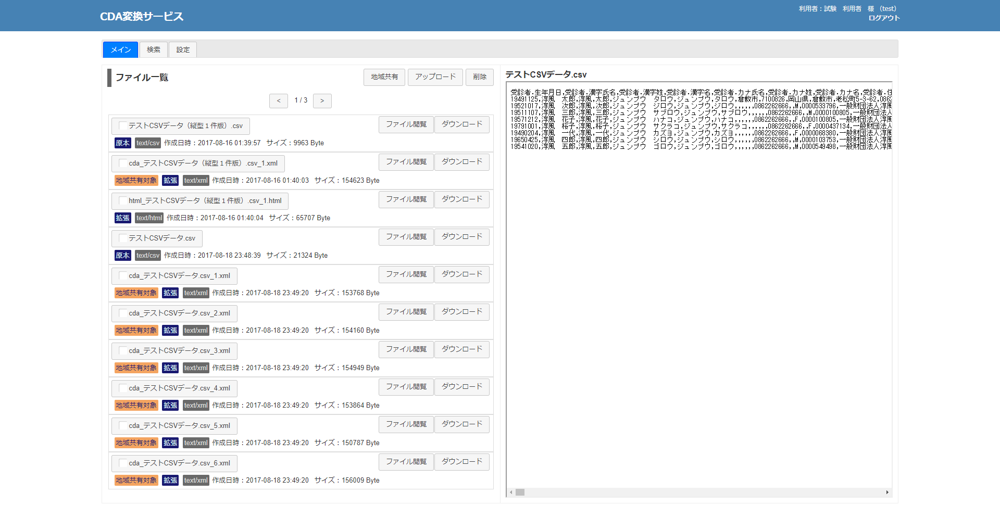 CDA変換サービス
利用者：試験　利用者　様　（test）
ログアウト
メイン 検索 設定
ファイル一覧 地域共有 アップロード 削除
< 1 / 3 >
テストCSVデータ（縦型１件版）.csv ファイル閲覧 ダウンロード
原本 text/csv 作成日時：2017-08-16 01:39:57 サイズ：9963 Byte
cda_テストCSVデータ（縦型１件版）.csv_1.xml ファイル閲覧 ダウンロード
地域共有対象 拡張 text/xml 作成日時：2017-08-16 01:40:03 サイズ：154623 Byte
html_テストCSVデータ（縦型１件版）.csv_1.html ファイル閲覧 ダウンロード
拡張 text/html 作成日時：2017-08-16 01:40:04 サイズ：65707 Byte
テストCSVデータ.csv ファイル閲覧 ダウンロード
原本 text/csv 作成日時：2017-08-18 23:48:39 サイズ：21324 Byte
cda_テストCSVデータ.csv_1.xml ファイル閲覧 ダウンロード
地域共有対象 拡張 text/xml 作成日時：2017-08-18 23:49:20 サイズ：153768 Byte
cda_テストCSVデータ.csv_2.xml ファイル閲覧 ダウンロード
地域共有対象 拡張 text/xml 作成日時：2017-08-18 23:49:20 サイズ：154160 Byte
cda_テストCSVデータ.csv_3.xml ファイル閲覧 ダウンロード
地域共有対象 拡張 text/xml 作成日時：2017-08-18 23:49:20 サイズ：154949 Byte
cda_テストCSVデータ.csv_4.xml ファイル閲覧 ダウンロード
地域共有対象 拡張 text/xml 作成日時：2017-08-18 23:49:20 サイズ：153864 Byte
cda_テストCSVデータ.csv_5.xml ファイル閲覧 ダウンロード
地域共有対象 拡張 text/xml 作成日時：2017-08-18 23:49:20 サイズ：150787 Byte
cda_テストCSVデータ.csv_6.xml ファイル閲覧 ダウンロード
地域共有対象 拡張 text/xml 作成日時：2017-08-18 23:49:20 サイズ：156009 Byte
テストCSVデータ.csv
受診者.生年月日,受診者.漢字氏名,受診者.漢字姓,受診者.漢字名,受診者.カナ氏名,受診者.カナ姓,受診者.カナ名,受診者.
19491125,淳風　太郎,淳風,太郎,ジュンプウ　タロウ,ジュンプウ,タロウ,倉敷市,7100826,岡山県,倉敷市,老松町5-3-62,0862
19521017,淳風　次郎,淳風,次郎,ジュンプウ　ジロウ,ジュンプウ,ジロウ,,,,,,0862262666,,M,0000533796,一般財団法人淳風
19511107,淳風　三郎,淳風,三郎,ジュンプウ　サブロウ,ジュンプウ,サブロウ,,,,,,0862262666,,M,0000100805,一般財団法人
19571212,淳風　花子,淳風,花子,ジュンプウ　ハナコ,ジュンプウ,ハナコ,,,,,,0862262666,,F,0000100805,一般財団法人淳風
19791001,淳風　桜子,淳風,桜子,ジュンプウ　サクラコ,ジュンプウ,サクラコ,,,,,,0862262666,,F,0000437134,一般財団法人
19490204,淳風　一代,淳風,一代,ジュンプウ　カズヨ,ジュンプウ,カズヨ,,,,,,0862262666,,F,0000068380,一般財団法人淳風
19650425,淳風　四郎,淳風,四郎,ジュンプウ　シロウ,ジュンプウ,シロウ,,,,,,0862262666,,M,0000103753,一般財団法人淳風
19541020,淳風　五郎,淳風,五郎,ジュンプウ　ゴロウ,ジュンプウ,ゴロウ,,,,,,0862262666,,M,0000549498,一般財団法人淳風